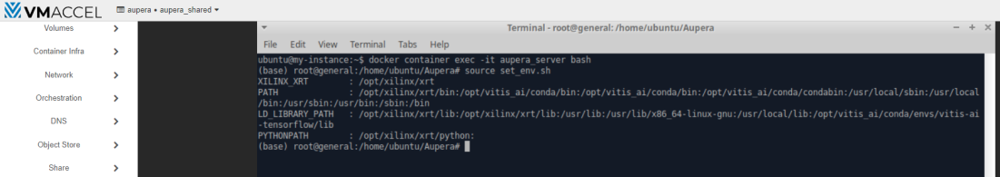 VMACCEL
aupera • aupera_shared
Volumes
Container Infra
Network
Orchestration
DNS
Object Store
Share
Terminal - root@general: /home/ubuntu/Aupera
File Edit View Terminal Tabs Help
ubuntu@my-instance:~$ docker container exec -it aupera_server bash
(base) root@general:/home/ubuntu/Aupera# source set_env.sh
XILINX_XRT : /opt/xilinx/xrt
PATH : /opt/xilinx/xrt/bin:/opt/vitis_ai/conda/bin:/opt/vitis_ai/conda/bin:/opt/vitis_ai/conda/condabin:/usr/local/sbin:/usr/local
/bin:/usr/sbin:/usr/bin:/sbin:/bin
LD_LIBRARY_PATH : /opt/xilinx/xrt/lib:/opt/xilinx/xrt/lib:/usr/lib:/usr/lib/x86_64-linux-gnu:/usr/local/lib:/opt/vitis_ai/conda/envs/vitis-ai
-tensorflow/lib
PYTHONPATH : /opt/xilinx/xrt/python:
(base) root@general:/home/ubuntu/Aupera#